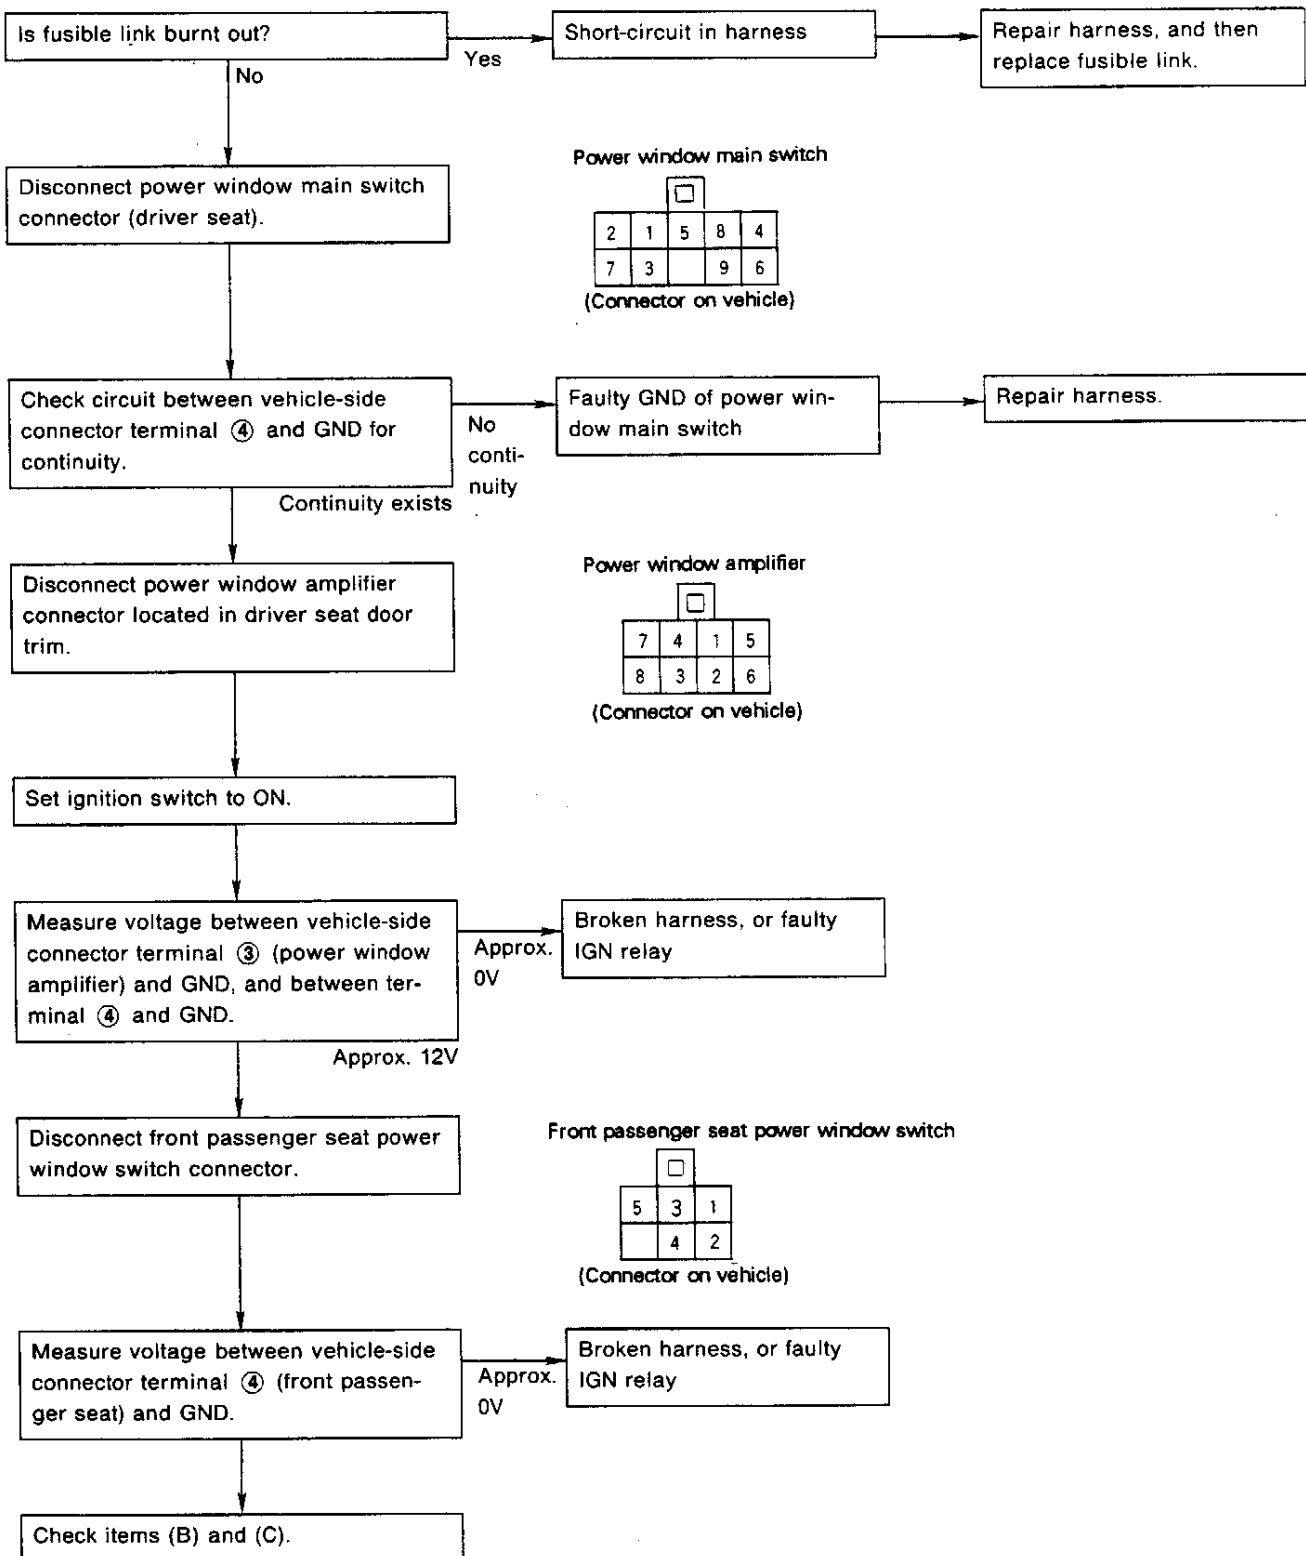 Is fusible link burnt out?
Yes
No
Short-circuit in harness
Repair harness, and then
replace fusible link.
Disconnect power window main switch
connector (driver seat).
Power window main switch
2 1 5 8 4
7 3 9 6
(Connector on vehicle)
Check circuit between vehicle-side
connector terminal ④ and GND for
continuity.
No
conti-
nuity
Continuity exists
Faulty GND of power win-
dow main switch
Repair harness.
Disconnect power window amplifier
connector located in driver seat door
trim.
Power window amplifier
7 4 1 5
8 3 2 6
(Connector on vehicle)
Set ignition switch to ON.
Measure voltage between vehicle-side
connector terminal ③ (power window
amplifier) and GND, and between ter-
minal ④ and GND.
Approx.
0V
Approx. 12V
Broken harness, or faulty
IGN relay
Disconnect front passenger seat power
window switch connector.
Front passenger seat power window switch
5 3 1
4 2
(Connector on vehicle)
Measure voltage between vehicle-side
connector terminal ④ (front passen-
ger seat) and GND.
Approx.
0V
Broken harness, or faulty
IGN relay
Check items (B) and (C).